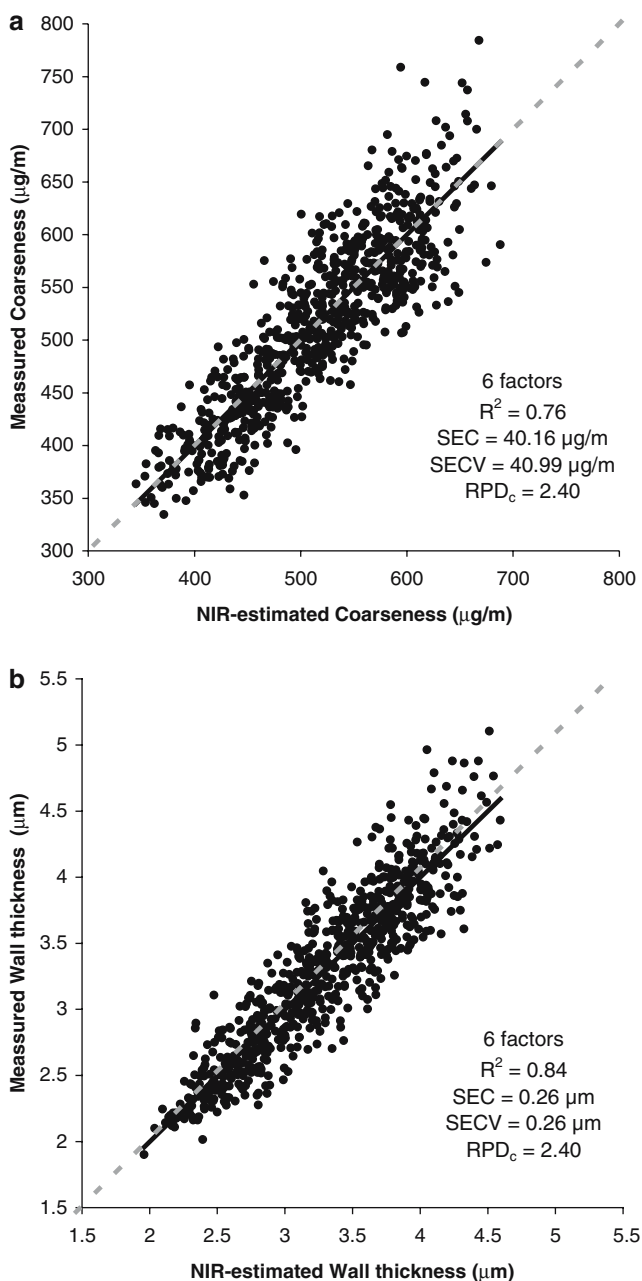 a
800
750
700
650
600
550
500
450
400
350
300
Meassured Coarseness (µg/m)
6 factors
R² = 0.76
SEC = 40.16 µg/m
SECV = 40.99 µg/m
RPDc = 2.40
300 400 500 600 700 800
NIR-estimated Coarseness (µg/m)
b
5.5
5
4.5
4
3.5
3
2.5
2
1.5
Meassured Wall thickness (µm)
6 factors
R² = 0.84
SEC = 0.26 µm
SECV = 0.26 µm
RPDc = 2.40
1.5 2 2.5 3 3.5 4 4.5 5 5.5
NIR-estimated Wall thickness (µm)